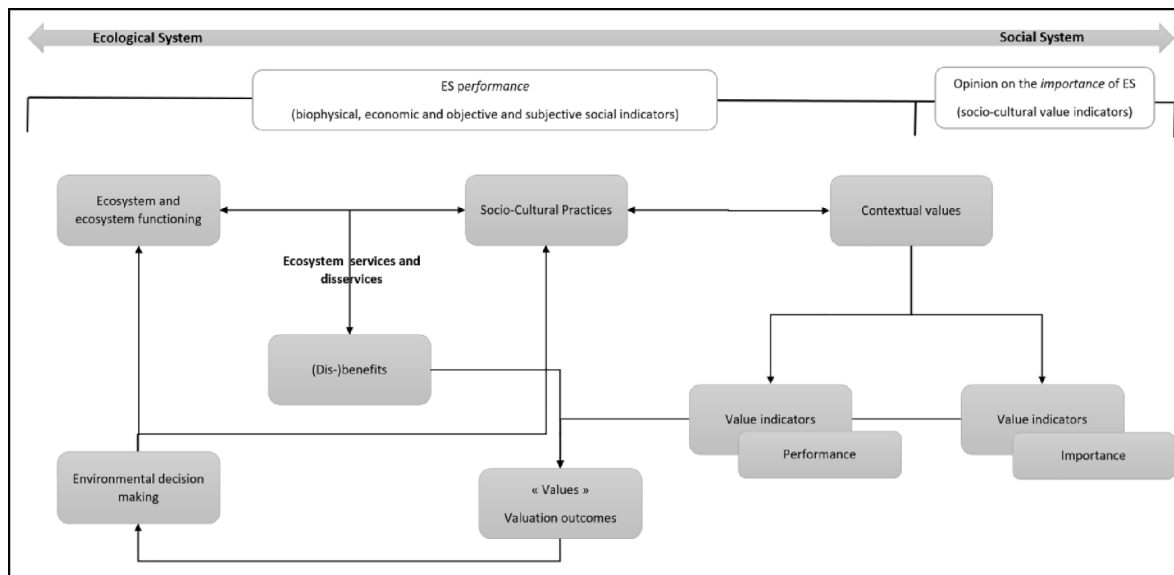 Ecological System
Social System
ES performance
(biophysical, economic and objective and subjective social indicators)
Opinion on the importance of ES
(socio-cultural value indicators)
Ecosystem and
ecosystem functioning
Socio-Cultural Practices
Contextual values
Ecosystem services and
disservices
(Dis-)benefits
Value indicators
Performance
Value indicators
Importance
Environmental decision
making
« Values »
Valuation outcomes